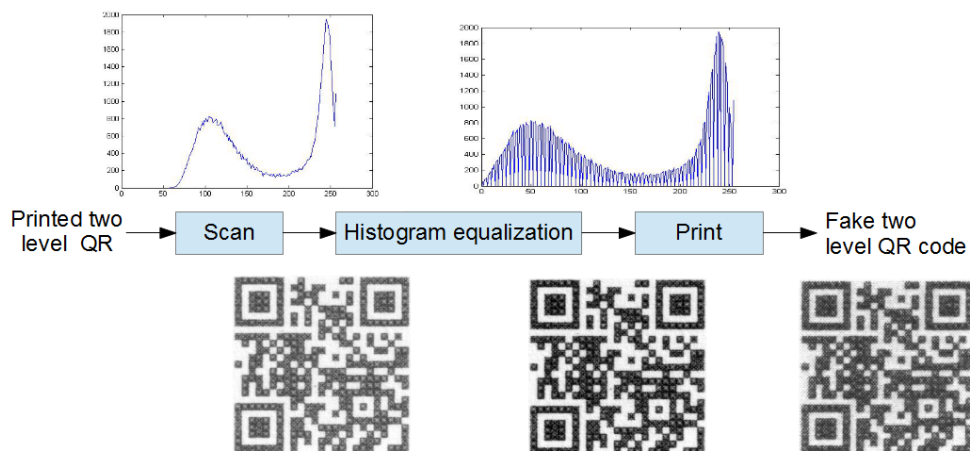 2000
1800
1600
1400
1200
1000
800
600
400
200
0
0 50 100 150 200 250 300
2000
1800
1600
1400
1200
1000
800
600
400
200
0
0 50 100 150 200 250 300
Printed two
level QR
Scan
Histogram equalization
Print
Fake two
level QR code